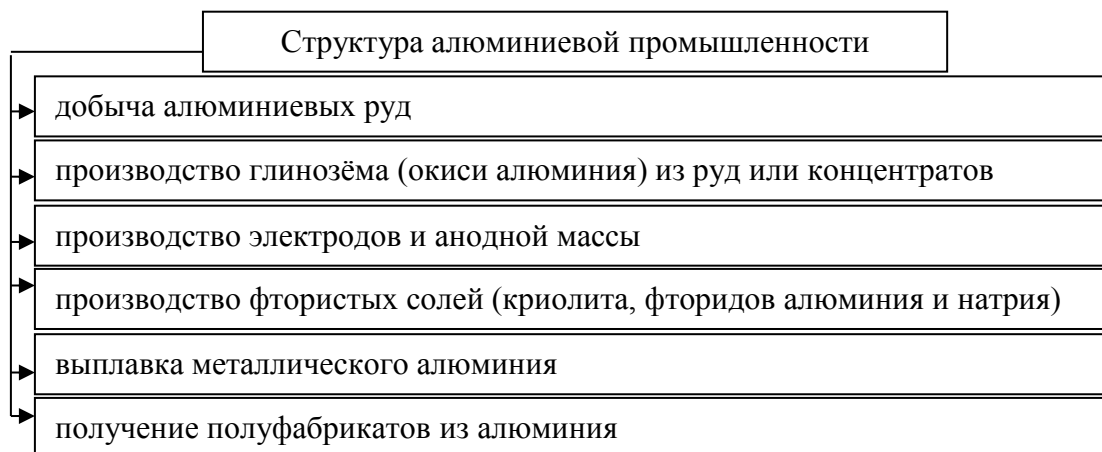 Структура алюминиевой промышленности
добыча алюминиевых руд
производство глинозёма (окиси алюминия) из руд или концентратов
производство электродов и анодной массы
производство фтористых солей (криолита, фторидов алюминия и натрия)
выплавка металлического алюминия
получение полуфабрикатов из алюминия